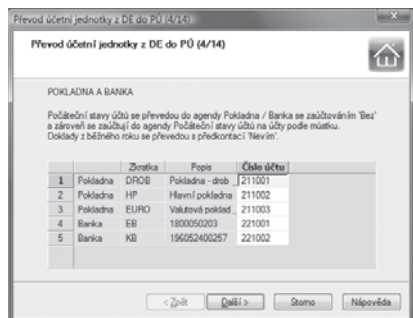 Převod účetní jednotky z DE do PÚ (4/14)
Převod účetní jednotky z DE do PÚ (4/14)
POKLADNA A BANKA
Počáteční stavy účtů se převedou do agendy Pokladna / Banka se zaúčtováním 'Bez'
a zároveň se zaúčtují do agendy Počáteční stavy účtů na účty podle můstku.
Doklady z běžného roku se převedou s předkontací 'Nevím'.
Zkratka Popis Číslo účtu
1 Pokladna DROB Pokladna - drob 211001
2 Pokladna HP Hlavní pokladna 211002
3 Pokladna EURO Valutová poklad 211003
4 Banka EB 1800050203 221001
5 Banka KB 196052400257 221002
< Zpět Další > Storno Nápověda